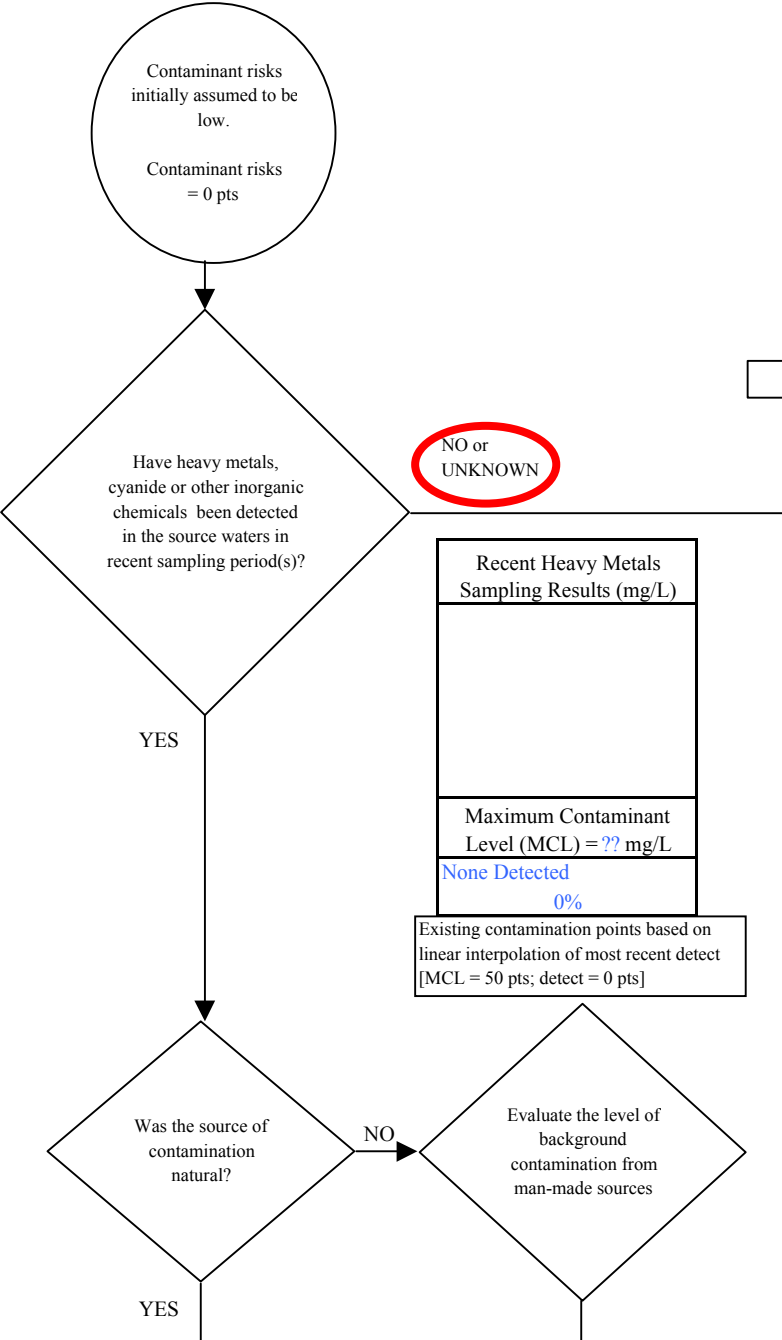 Contaminant risks
initially assumed to be
low.
Contaminant risks
= 0 pts
Have heavy metals,
cyanide or other inorganic
chemicals been detected
in the source waters in
recent sampling period(s)?
NO or
UNKNOWN
Recent Heavy Metals
Sampling Results (mg/L)
YES
Maximum Contaminant
Level (MCL) = ?? mg/L
None Detected
0%
Existing contamination points based on
linear interpolation of most recent detect
[MCL = 50 pts; detect = 0 pts]
Was the source of
contamination
natural?
NO
Evaluate the level of
background
contamination from
man-made sources
YES